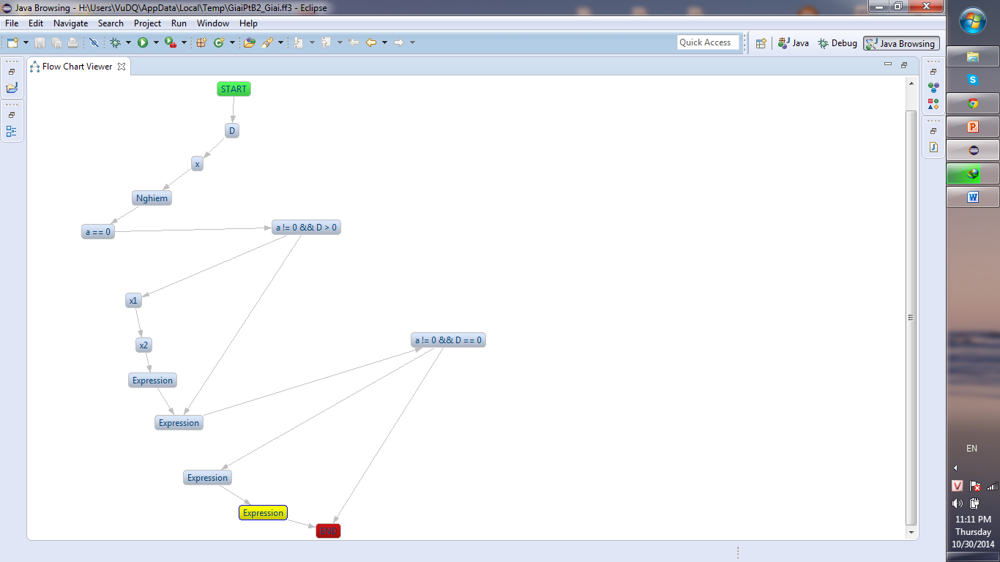 Java Browsing - H:\Users\VuDQ\AppData\Local\Temp\GiaiPtB2_Giai.ff3 - Eclipse
File Edit Navigate Search Project Run Window Help
Quick Access
Java
Debug
Java Browsing
Flow Chart Viewer
START
D
x
Nghiem
a == 0
a != 0 && D > 0
x1
x2
a != 0 && D == 0
Expression
Expression
Expression
Expression
END
EN
11:11 PM
Thursday
10/30/2014